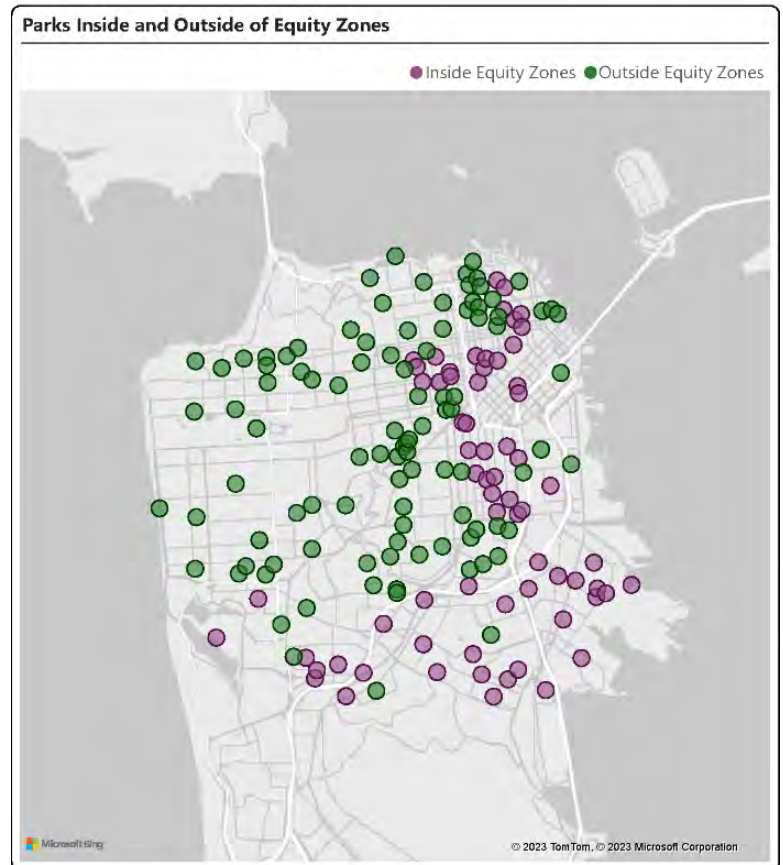 Parks Inside and Outside of Equity Zones
Inside Equity Zones Outside Equity Zones
Microsoft Bing
© 2023 TomTom, © 2023 Microsoft Corporation